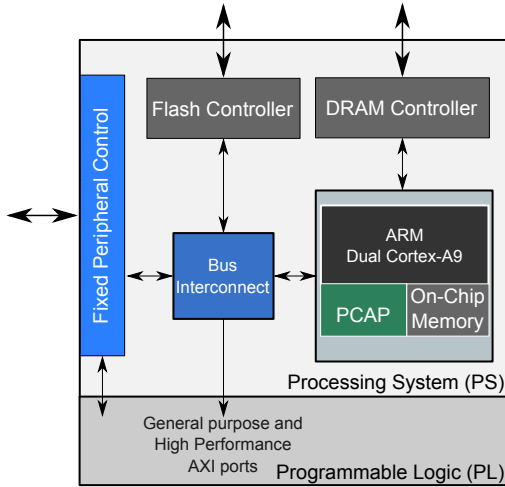 Flash Controller
DRAM Controller
Fixed Peripheral Control
ARM
Dual Cortex-A9
Bus
Interconnect
PCAP
On-Chip
Memory
Processing System (PS)
General purpose and
High Performance
AXI ports
Programmable Logic (PL)